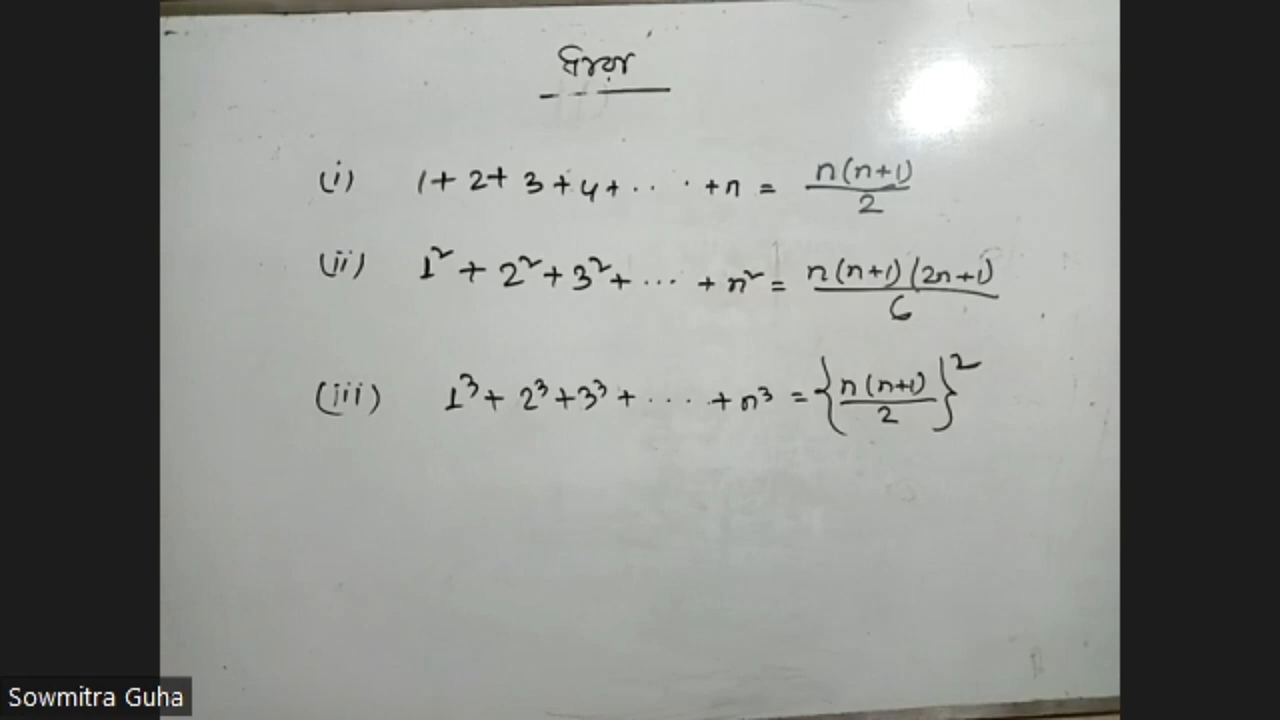 (i) 1 + 2 + 3 + 4 + .. . + n = n(n+1)/2
(ii) 1² + 2² + 3² + ... + n² = n(n+1)(2n+1)/6
(iii) 1³ + 2³ + 3³ + .... + n³ = {n(n+1)/2}²
Sowmitra Guha